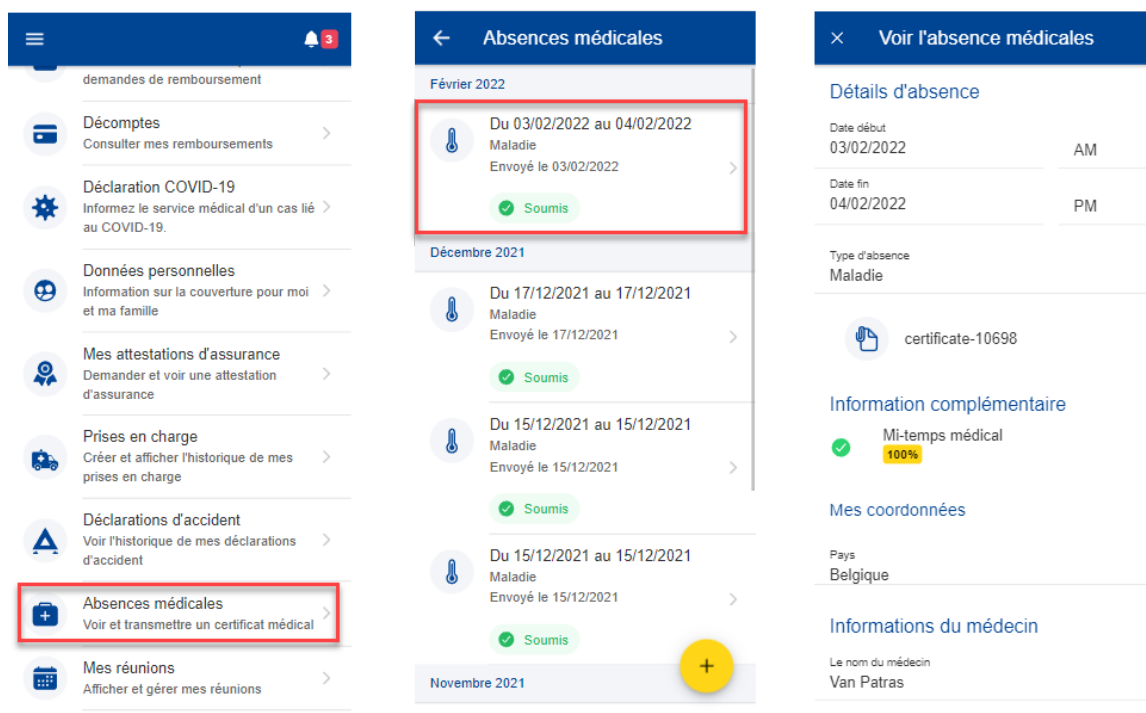 3
demandes de remboursement
Décomptes
Consulter mes remboursements
Déclaration COVID-19
Informez le service médical d'un cas lié
au COVID-19.
Données personnelles
Information sur la couverture pour moi
et ma famille
Mes attestations d'assurance
Demander et voir une attestation
d'assurance
Prises en charge
Créer et afficher l'historique de mes
prises en charge
Déclarations d'accident
Voir l'historique de mes déclarations
d'accident
Absences médicales
Voir et transmettre un certificat médical
Mes réunions
Afficher et gérer mes réunions
Absences médicales
Février 2022
Du 03/02/2022 au 04/02/2022
Maladie
Envoyé le 03/02/2022
Soumis
Décembre 2021
Du 17/12/2021 au 17/12/2021
Maladie
Envoyé le 17/12/2021
Soumis
Du 15/12/2021 au 15/12/2021
Maladie
Envoyé le 15/12/2021
Soumis
Du 15/12/2021 au 15/12/2021
Maladie
Envoyé le 15/12/2021
Soumis
+
Novembre 2021
Voir l'absence médicales
Détails d'absence
Date début
03/02/2022 AM
Date fin
04/02/2022 PM
Type d'absence
Maladie
certificate-10698
Information complémentaire
Mi-temps médical
100%
Mes coordonnées
Pays
Belgique
Informations du médecin
Le nom du médecin
Van Patras